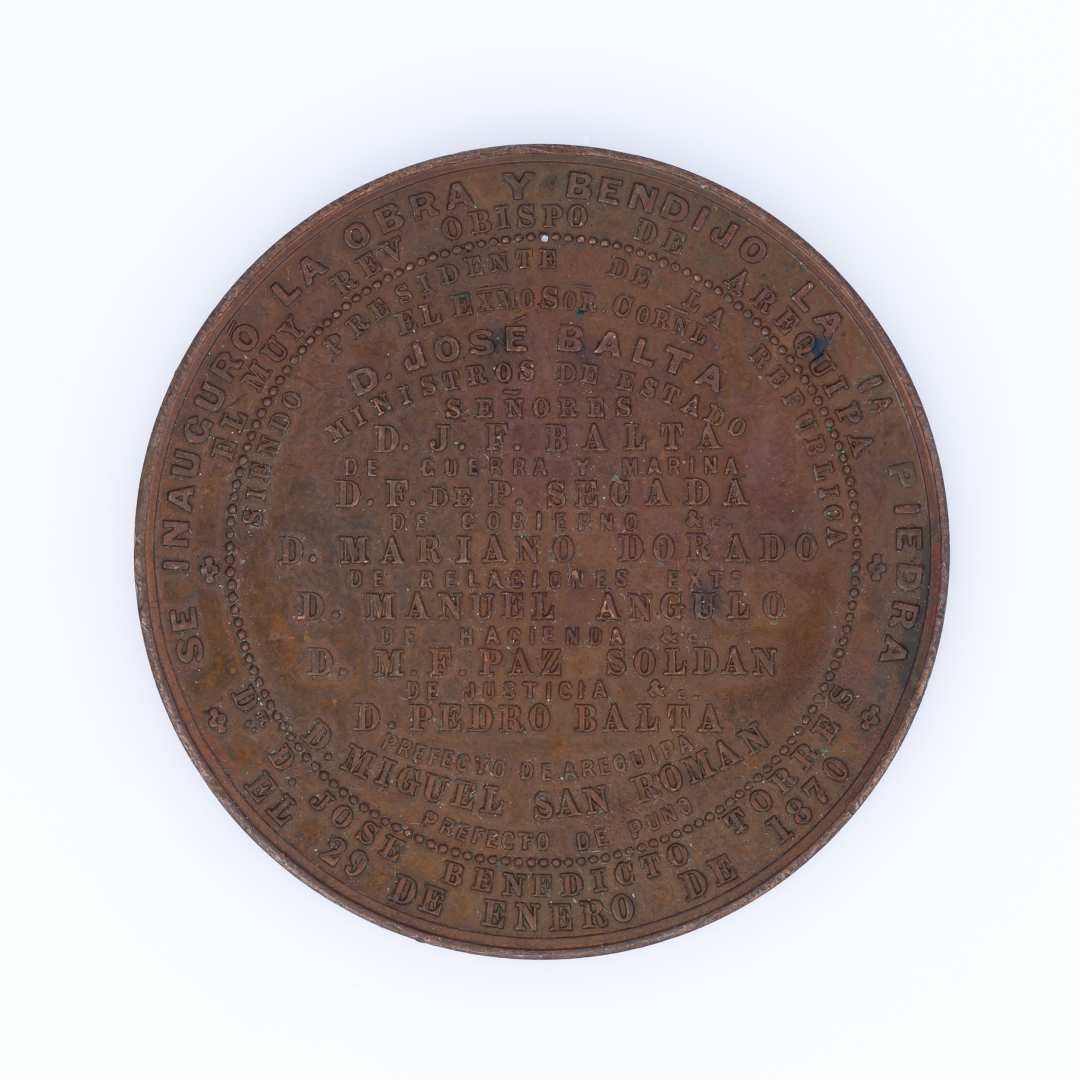 SE INAUGURÓ LA OBRA Y BENDIJO LA 1A PIEDRA
EL MUY REV OBISPO DE AREQUIPA
DR D. JOSE BENEDICTO TORRES
EL 29 DE ENERO DE 1870
SIENDO PRESIDENTE DE LA REPUBLICA
EL EXMO. SOR. CORNL
D. JOSÉ BALTA
MINISTROS DE ESTADO
SEÑORES
D. J. F. BALTA
DE GUERRA Y MARINA
D. F. DE P. SECADA
DE GOBIERNO &c.
D. MARIANO DORADO
DE RELACIONES EXTS
D. MANUEL ANGULO
DE HACIENDA &c.
D. M. F. PAZ SOLDAN
DE JUSTICIA &c.
D. PEDRO BALTA
PREFECTO DE AREQUIPA
D. MIGUEL SAN ROMAN
PREFECTO DE PUNO